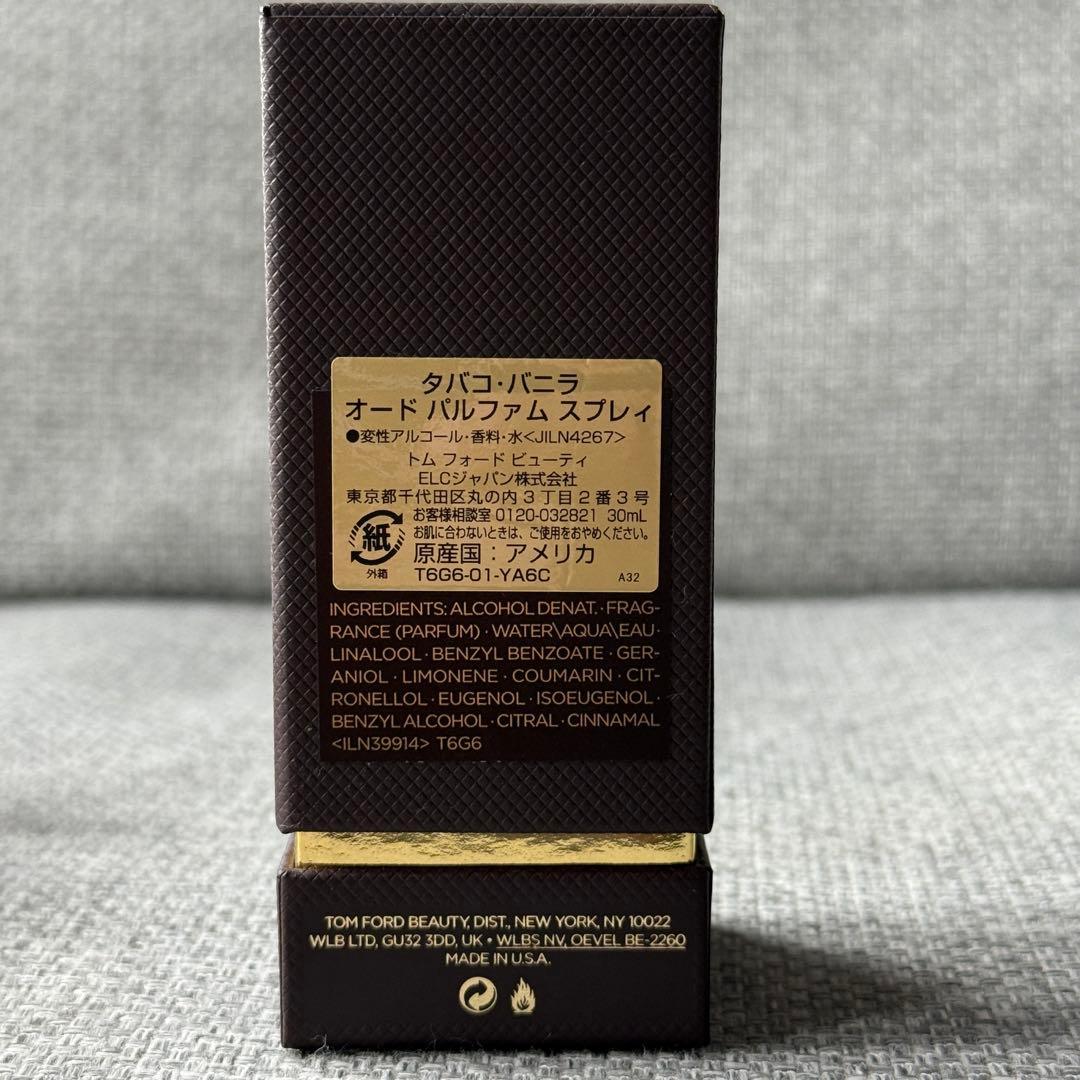 タバコ・バニラ
オード パルファム スプレィ
●変性アルコール・香料・水<JILN4267>
トム フォード ビューティ
ELCジャパン株式会社
東京都千代田区丸の内3丁目2番3号
お客様相談室 0120-032821 30mL
お肌に合わないときは、ご使用をおやめください。
紙
外箱
原産国：アメリカ
T6G6-01-YA6C
A32
INGREDIENTS: ALCOHOL DENAT. · FRAG-
RANCE (PARFUM) · WATER\AQUA\EAU ·
LINALOOL · BENZYL BENZOATE · GER-
ANIOL · LIMONENE · COUMARIN · CIT-
RONELLOL · EUGENOL · ISOEUGENOL ·
BENZYL ALCOHOL · CITRAL · CINNAMAL
<ILN39914> T6G6
TOM FORD BEAUTY, DIST., NEW YORK, NY 10022
WLB LTD, GU32 3DD, UK • WLBS NV, OEVEL BE-2260
MADE IN U.S.A.